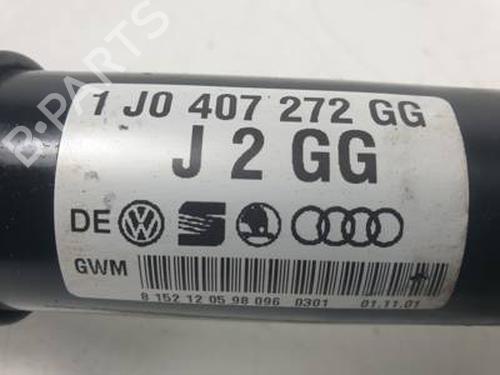 1 J0 407 272 GG
J 2 GG
DE
GWM
8 152 12 05 98 096 0301 01.11.01
B-PARTS